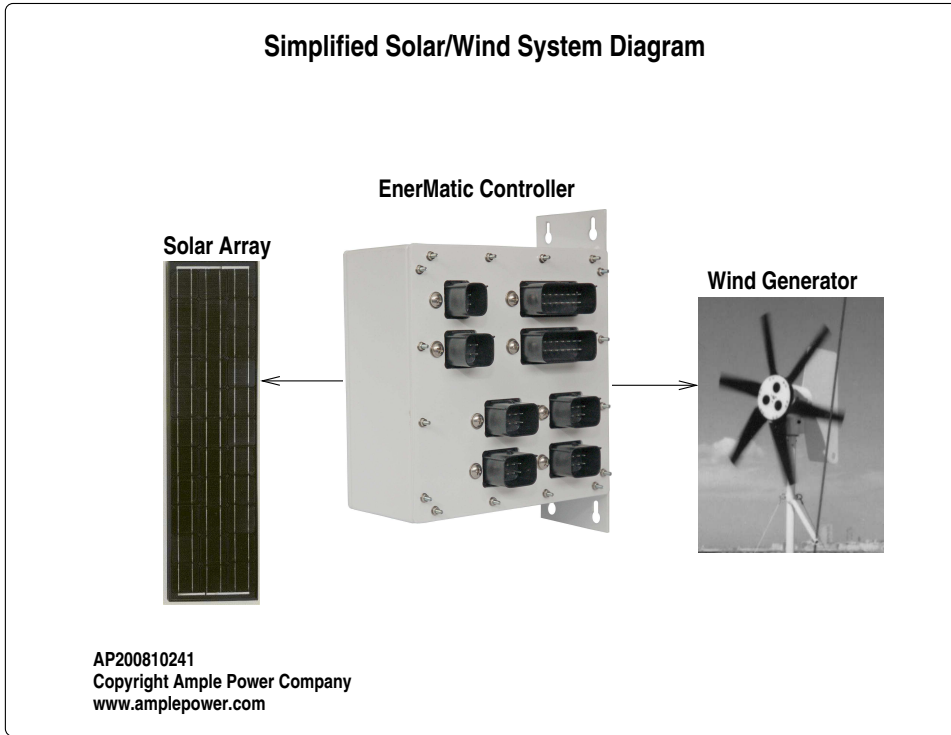 Simplified Solar/Wind System Diagram
EnerMatic Controller
Solar Array
Wind Generator
AP200810241
Copyright Ample Power Company
www.amplepower.com